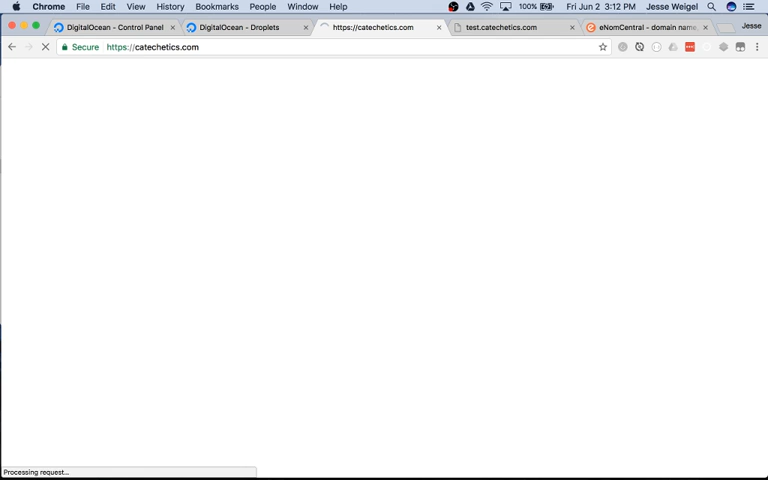 Chrome File Edit View History Bookmarks People Window Help 100% Fri Jun 2 3:12 PM Jesse Weigel
DigitalOcean - Control Panel DigitalOcean - Droplets https://catechetics.com test.catechetics.com eNomCentral - domain name, Jesse
Secure https://catechetics.com
Processing request...